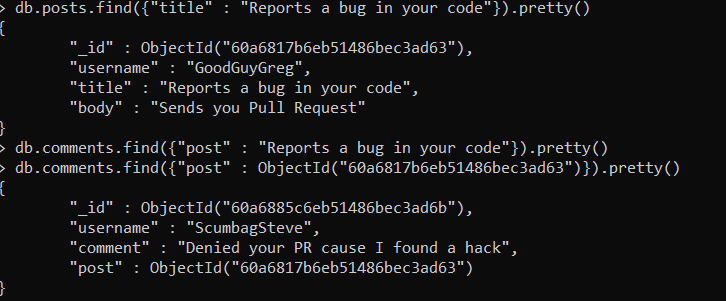 > db.posts.find({"title" : "Reports a bug in your code"}).pretty()
{
        "_id" : ObjectId("60a6817b6eb51486bec3ad63"),
        "username" : "GoodGuyGreg",
        "title" : "Reports a bug in your code",
        "body" : "Sends you Pull Request"
}
> db.comments.find({"post" : "Reports a bug in your code"}).pretty()
> db.comments.find({"post" : ObjectId("60a6817b6eb51486bec3ad63")}).pretty()
{
        "_id" : ObjectId("60a6885c6eb51486bec3ad6b"),
        "username" : "ScumbagSteve",
        "comment" : "Denied your PR cause I found a hack",
        "post" : ObjectId("60a6817b6eb51486bec3ad63")
}